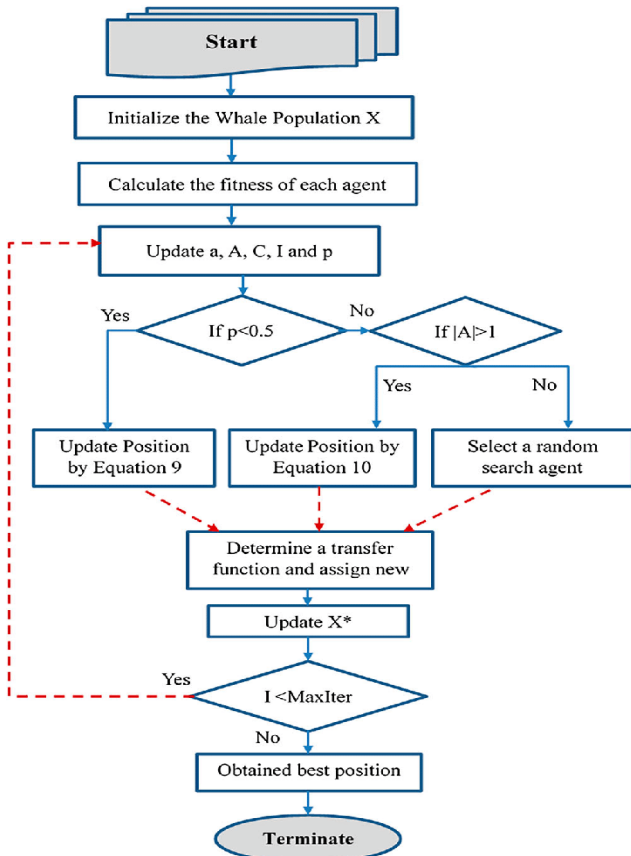 Start
Initialize the Whale Population X
Calculate the fitness of each agent
Update a, A, C, I and p
Yes
If p<0.5
No
If |A|>1
Yes
No
Update Position
by Equation 9
Update Position by
Equation 10
Select a random
search agent
Determine a transfer
function and assign new
Update X*
Yes
I <MaxIter
No
Obtained best position
Terminate